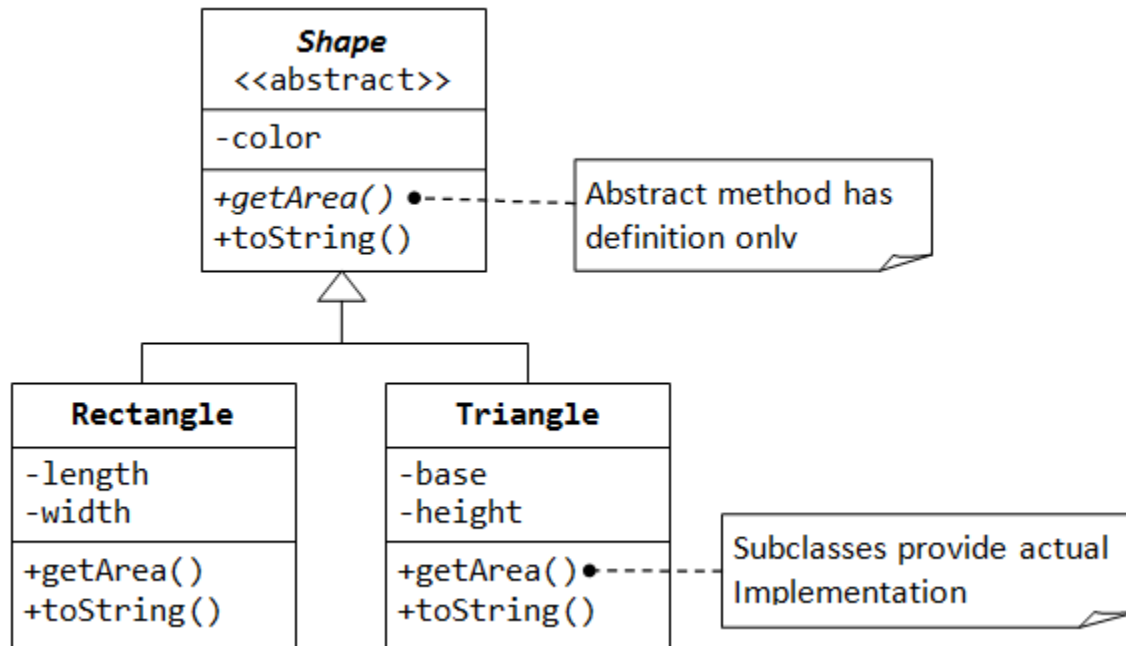 Shape
<<abstract>>
-color
+getArea()
+toString()
Abstract method has
definition only
Rectangle
-length
-width
+getArea()
+toString()
Triangle
-base
-height
+getArea()
+toString()
Subclasses provide actual
Implementation